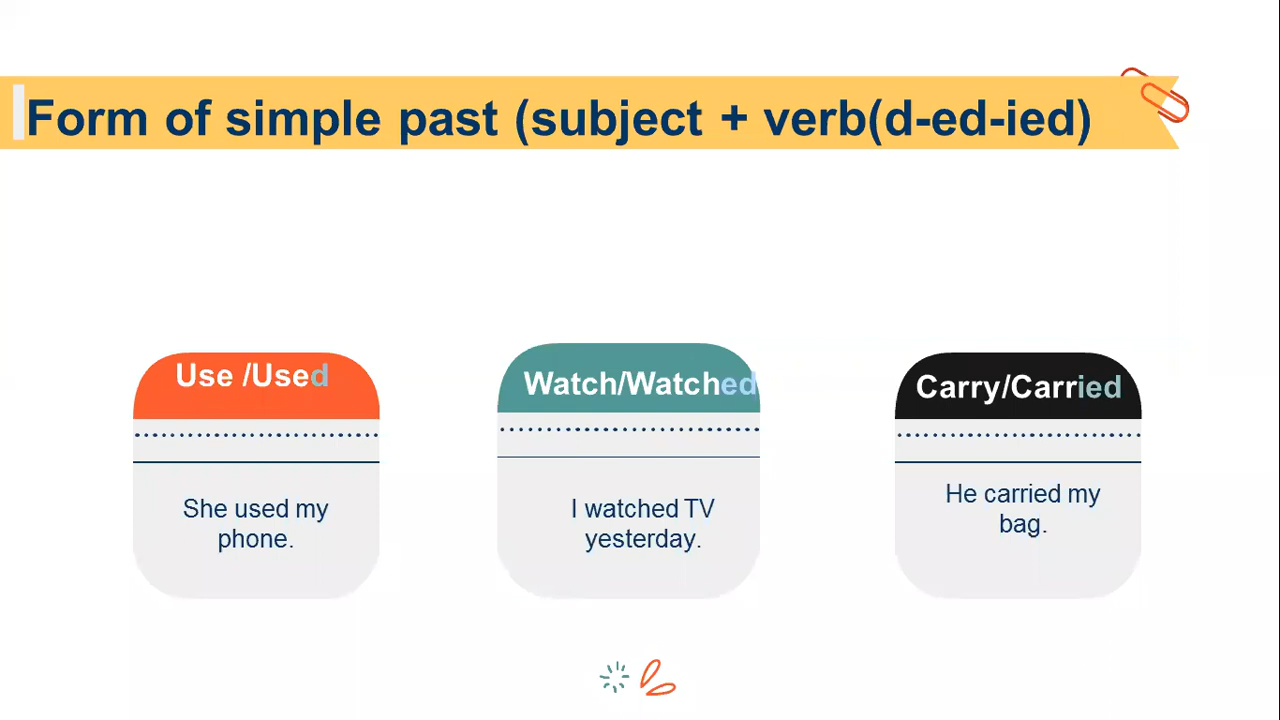 Form of simple past (subject + verb(d-ed-ied)
Use /Used
She used my
phone.
Watch/Watched
I watched TV
yesterday.
Carry/Carried
He carried my
bag.